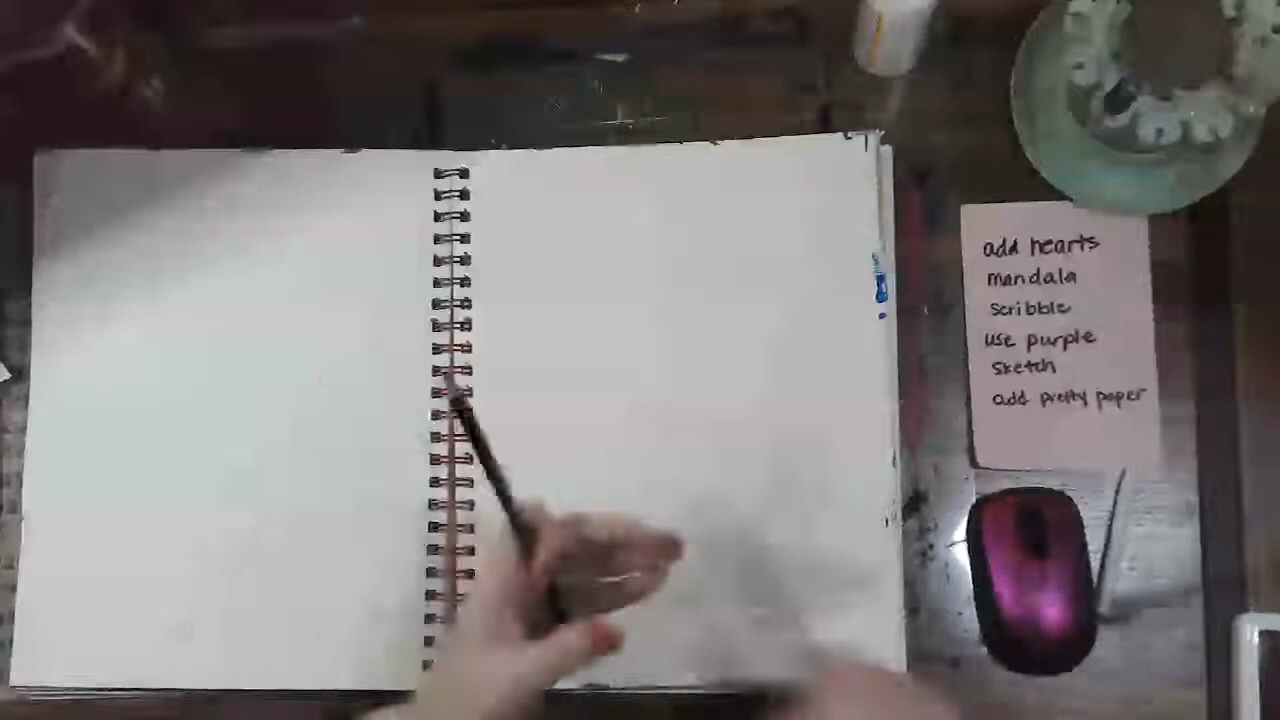 add hearts
mandala
scribble
use purple
sketch
add pretty paper